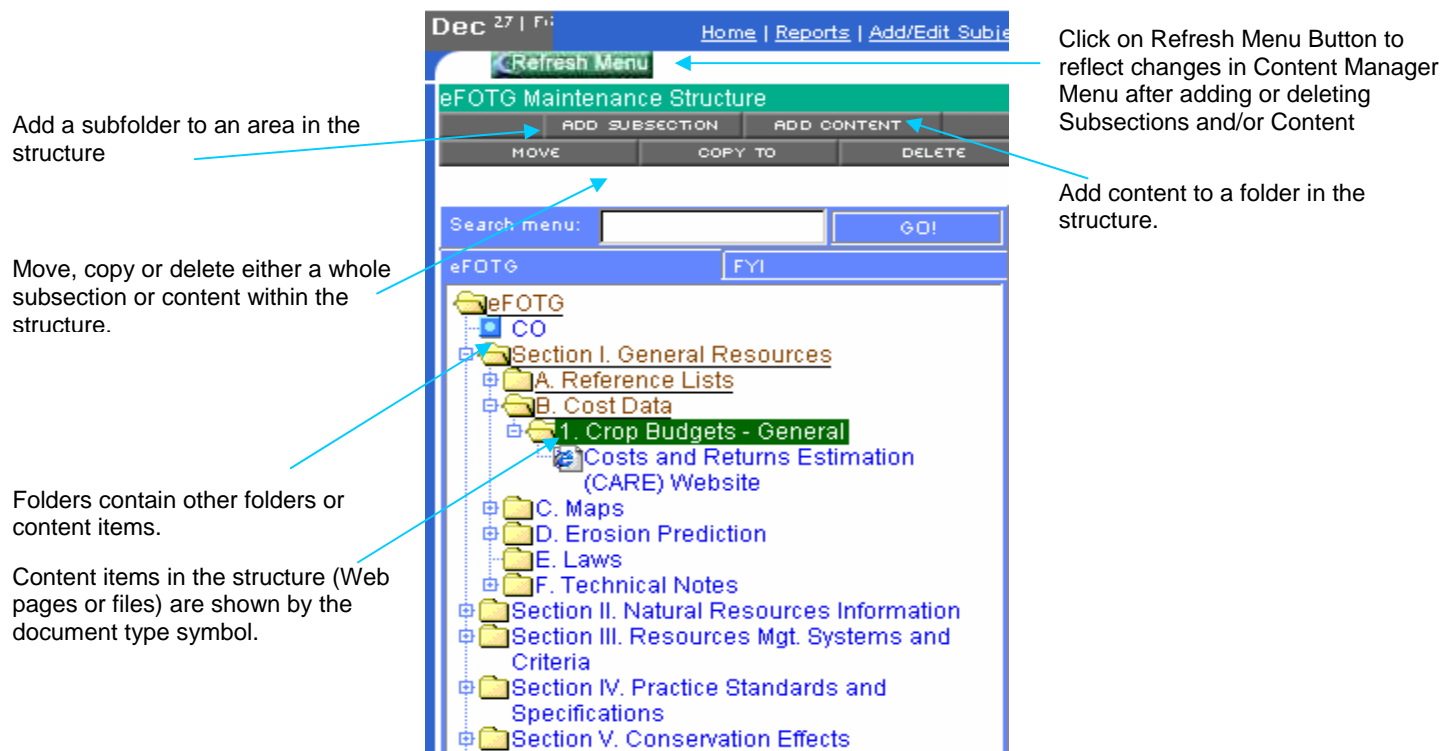 Dec 27 | Fri
Home | Reports | Add/Edit Subje
Refresh Menu
eFOTG Maintenance Structure
ADD SUBSECTION ADD CONTENT
MOVE COPY TO DELETE
Search menu: GO!
eFOTG FYI
eFOTG
CO
Section I. General Resources
A. Reference Lists
B. Cost Data
1. Crop Budgets - General
Costs and Returns Estimation
(CARE) Website
C. Maps
D. Erosion Prediction
E. Laws
F. Technical Notes
Section II. Natural Resources Information
Section III. Resources Mgt. Systems and
Criteria
Section IV. Practice Standards and
Specifications
Section V. Conservation Effects
Add a subfolder to an area in the
structure
Move, copy or delete either a whole
subsection or content within the
structure.
Folders contain other folders or
content items.
Content items in the structure (Web
pages or files) are shown by the
document type symbol.
Click on Refresh Menu Button to
reflect changes in Content Manager
Menu after adding or deleting
Subsections and/or Content
Add content to a folder in the
structure.